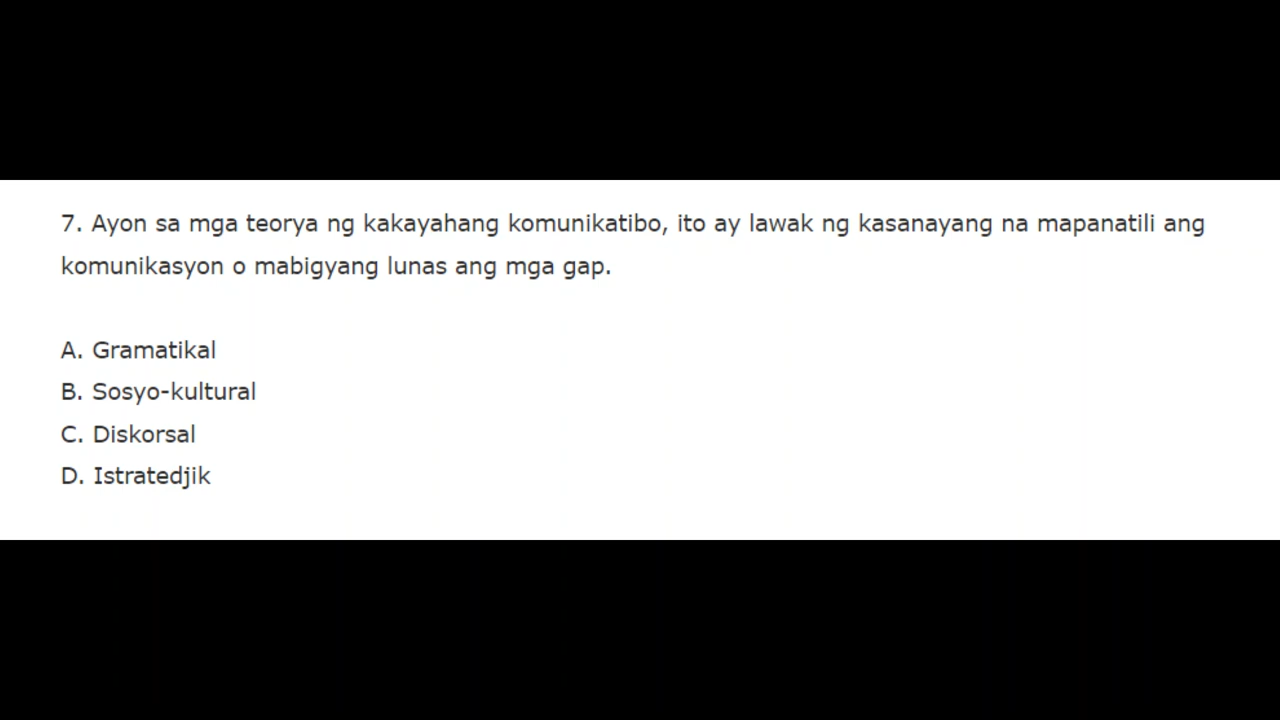 7. Ayon sa mga teorya ng kakayahang komunikatibo, ito ay lawak ng kasanayang na mapanatili ang
komunikasyon o mabigyang lunas ang mga gap.
A. Gramatikal
B. Sosyo-kultural
C. Diskorsal
D. Istratedjik